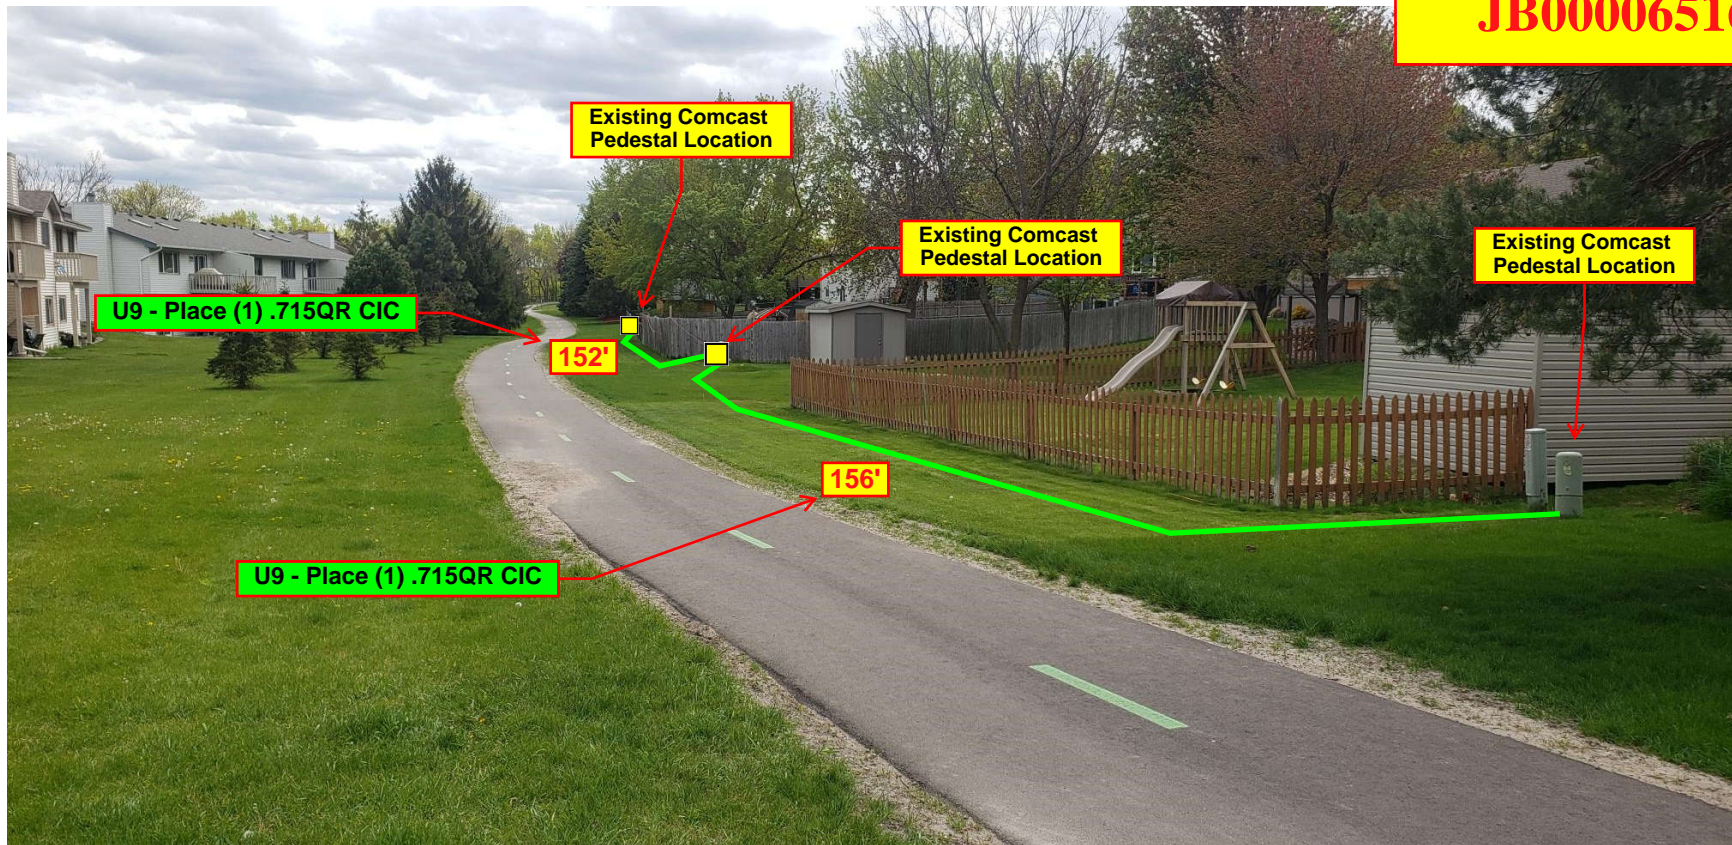 JB0000651
Existing Comcast
Pedestal Location
Existing Comcast
Pedestal Location
Existing Comcast
Pedestal Location
U9 - Place (1) .715QR CIC
152'
156'
U9 - Place (1) .715QR CIC